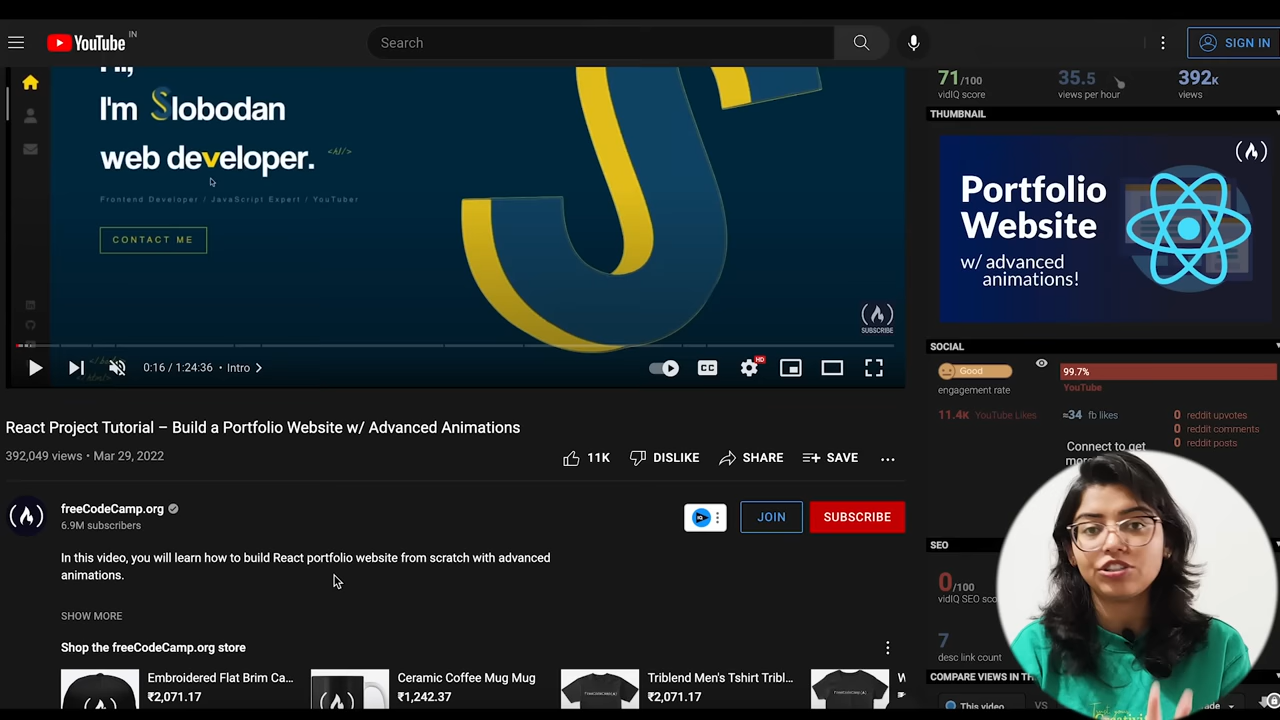 YouTube IN
Search
SIGN IN
I'm Slobodan
web developer.
Frontend Developer / JavaScript Expert / YouTuber
CONTACT ME
SUBSCRIBE
0:16 / 1:24:36 • Intro
HD
React Project Tutorial – Build a Portfolio Website w/ Advanced Animations
392,049 views • Mar 29, 2022
11K
DISLIKE
SHARE
SAVE
freeCodeCamp.org
6.9M subscribers
JOIN
SUBSCRIBE
In this video, you will learn how to build React portfolio website from scratch with advanced
animations.
SHOW MORE
Shop the freeCodeCamp.org store
Embroidered Flat Brim Ca...
₹2,071.17
Ceramic Coffee Mug Mug
₹1,242.37
Triblend Men's Tshirt Tribl...
₹2,071.17
71/100
vidIQ score
35.5
views per hour
392K
views
THUMBNAIL
Portfolio
Website
w/ advanced
animations!
SOCIAL
Good
engagement rate
99.7%
YouTube
11.4K YouTube Likes
≈34 fb likes
0 reddit upvotes
0 reddit comments
0 reddit posts
Connect to get
SEO
0/100
vidIQ SEO sco
7
desc link count
COMPARE VIEWS IN TH
This video
VS